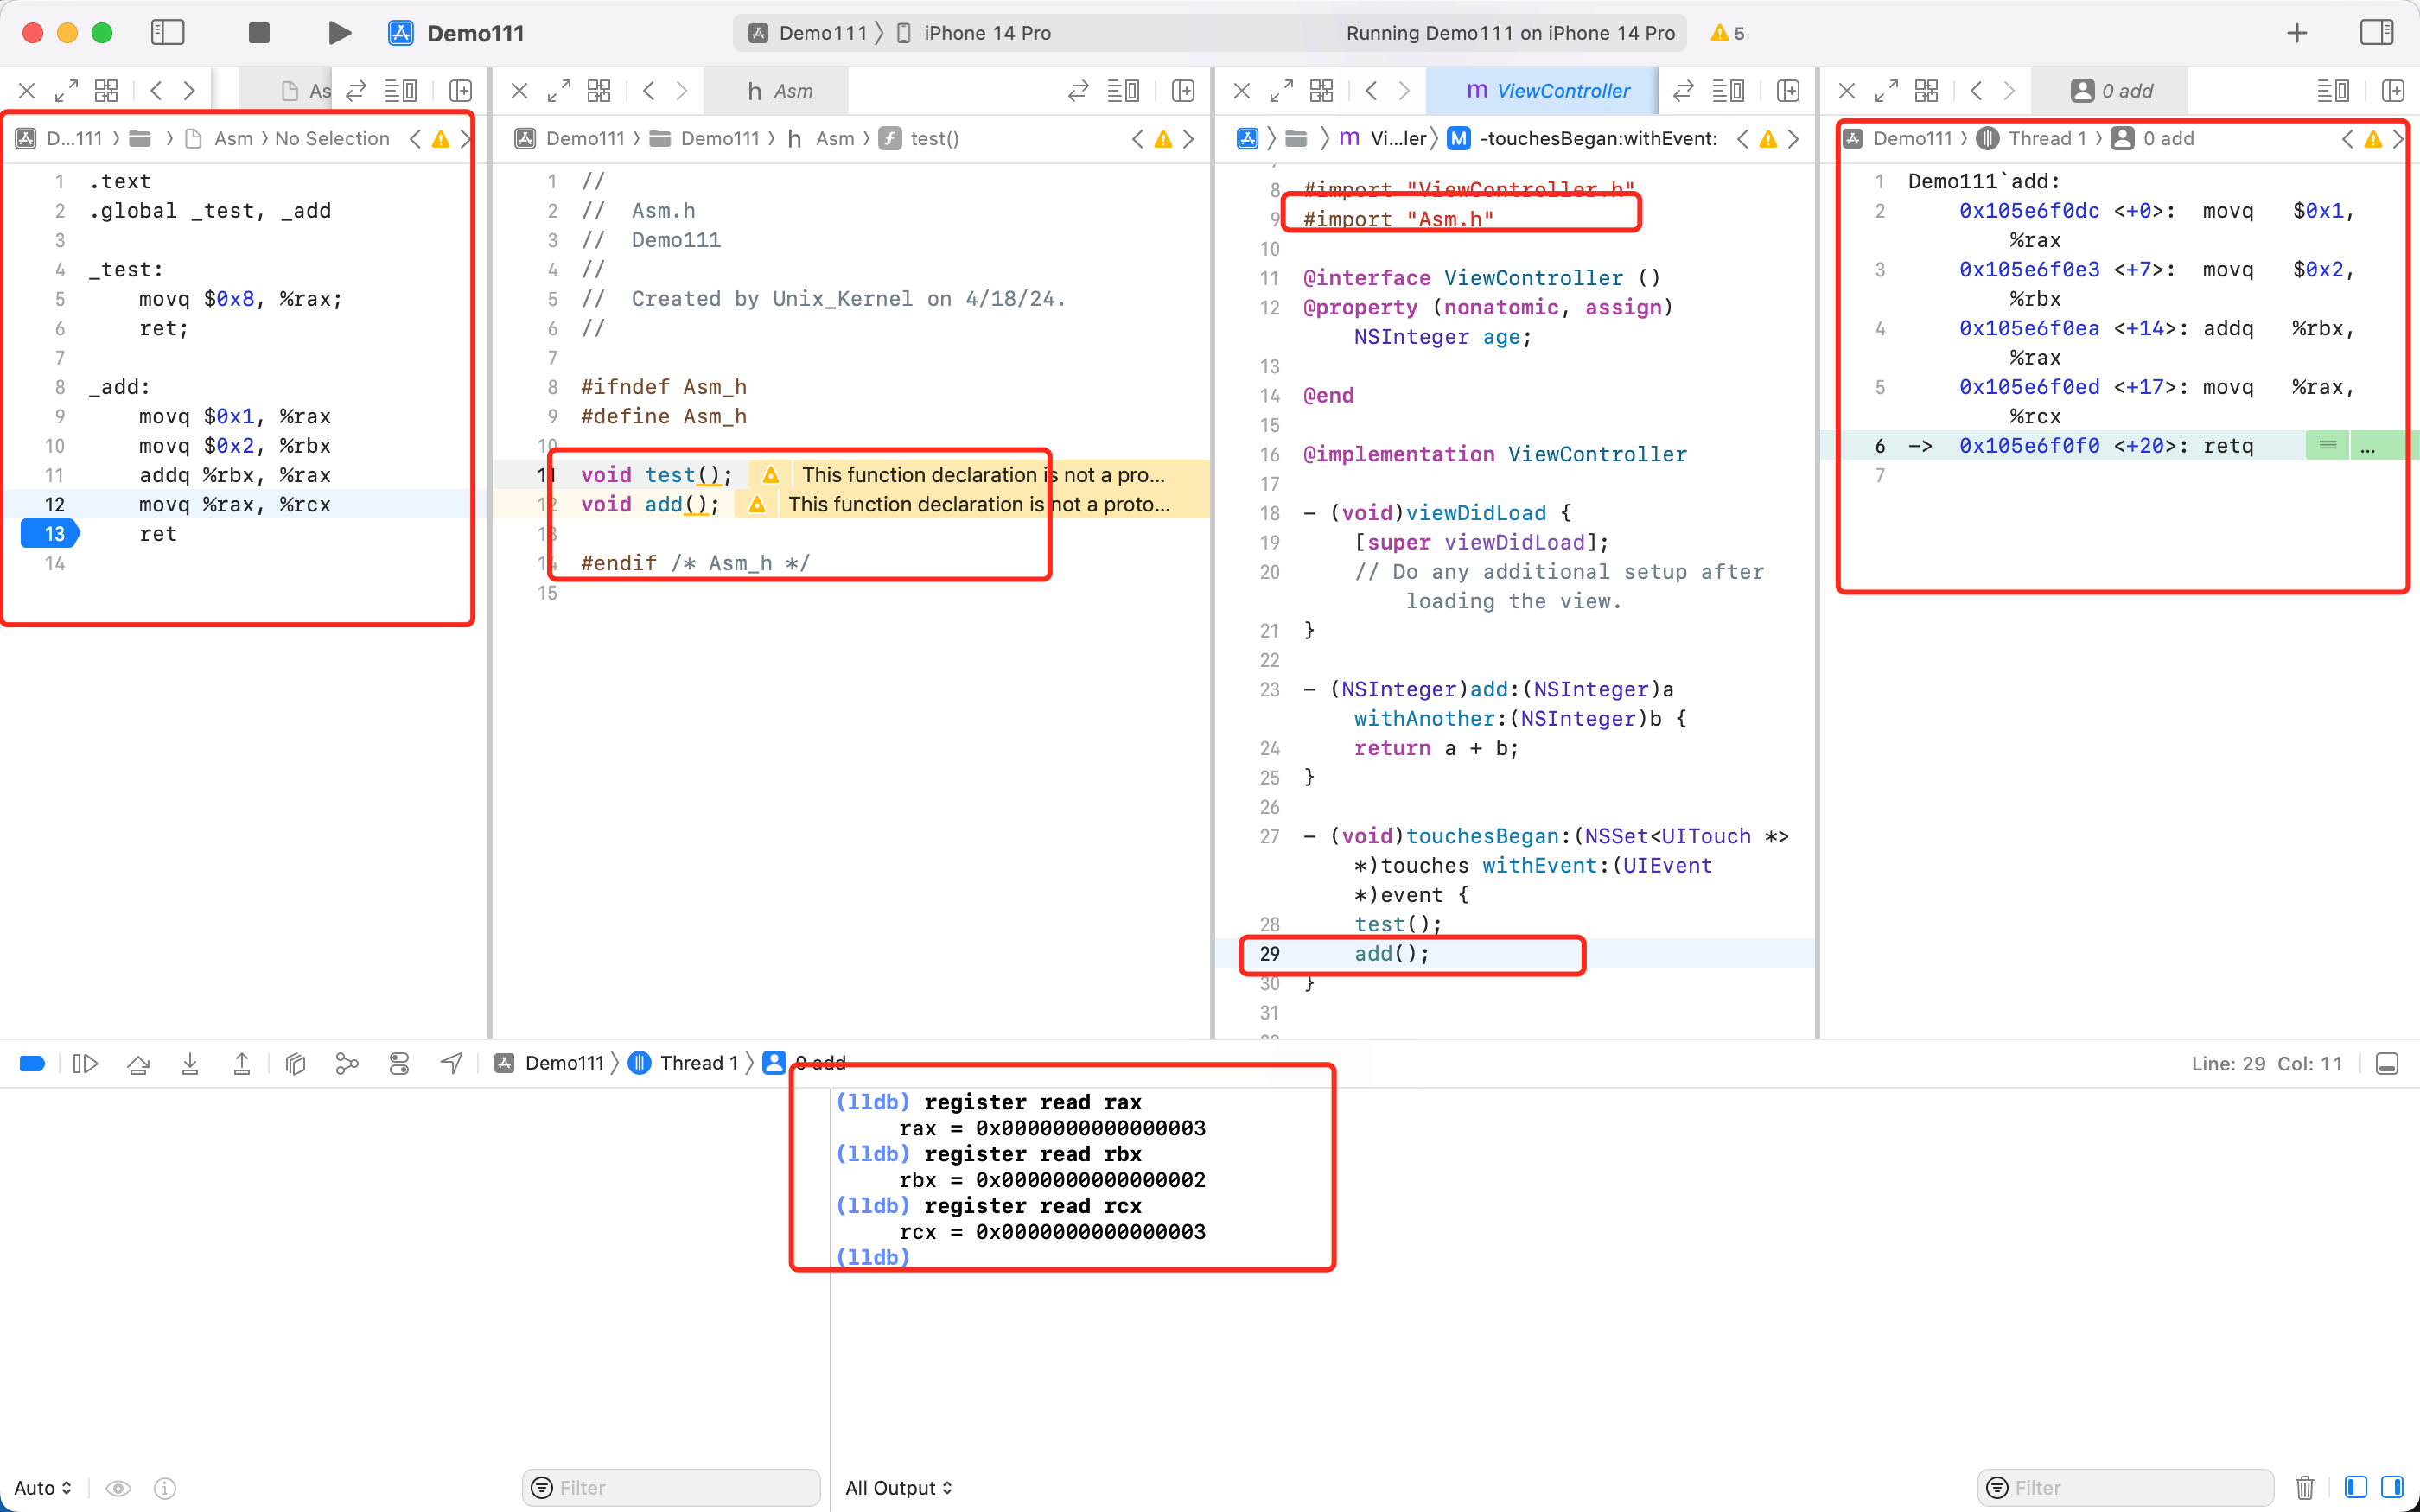 Demo111
Demo111 〉 iPhone 14 Pro
Running Demo111 on iPhone 14 Pro
5
As
h Asm
m ViewController
0 add
D...111 〉 〉 Asm 〉 No Selection
Demo111 〉 Demo111 〉 h Asm 〉 f test()
〉 〉 m Vi...ler 〉 M -touchesBegan:withEvent:
Demo111 〉 Thread 1 〉 0 add
1 .text
2 .global _test, _add
3
4 _test:
5 movq $0x8, %rax;
6 ret;
7
8 _add:
9 movq $0x1, %rax
10 movq $0x2, %rbx
11 addq %rbx, %rax
12 movq %rax, %rcx
13 ret
14
1 //
2 // Asm.h
3 // Demo111
4 //
5 // Created by Unix_Kernel on 4/18/24.
6 //
7
8 #ifndef Asm_h
9 #define Asm_h
10
11 void test(); This function declaration is not a pro...
12 void add(); This function declaration is not a proto...
13
14 #endif /* Asm_h */
15
8 #import "ViewController.h"
9 #import "Asm.h"
10
11 @interface ViewController ()
12 @property (nonatomic, assign)
NSInteger age;
13
14 @end
15
16 @implementation ViewController
17
18 - (void)viewDidLoad {
19 [super viewDidLoad];
20 // Do any additional setup after
loading the view.
21 }
22
23 - (NSInteger)add:(NSInteger)a
withAnother:(NSInteger)b {
24 return a + b;
25 }
26
27 - (void)touchesBegan:(NSSet<UITouch *>
*)touches withEvent:(UIEvent
*)event {
28 test();
29 add();
30 }
31
1 Demo111`add:
2 0x105e6f0dc <+0>: movq $0x1,
%rax
3 0x105e6f0e3 <+7>: movq $0x2,
%rbx
4 0x105e6f0ea <+14>: addq %rbx,
%rax
5 0x105e6f0ed <+17>: movq %rax,
%rcx
6 -> 0x105e6f0f0 <+20>: retq ...
7
Demo111 〉 Thread 1 〉 0 add
Line: 29 Col: 11
(lldb) register read rax
rax = 0x0000000000000003
(lldb) register read rbx
rbx = 0x0000000000000002
(lldb) register read rcx
rcx = 0x0000000000000003
(lldb)
Auto
Filter
All Output
Filter